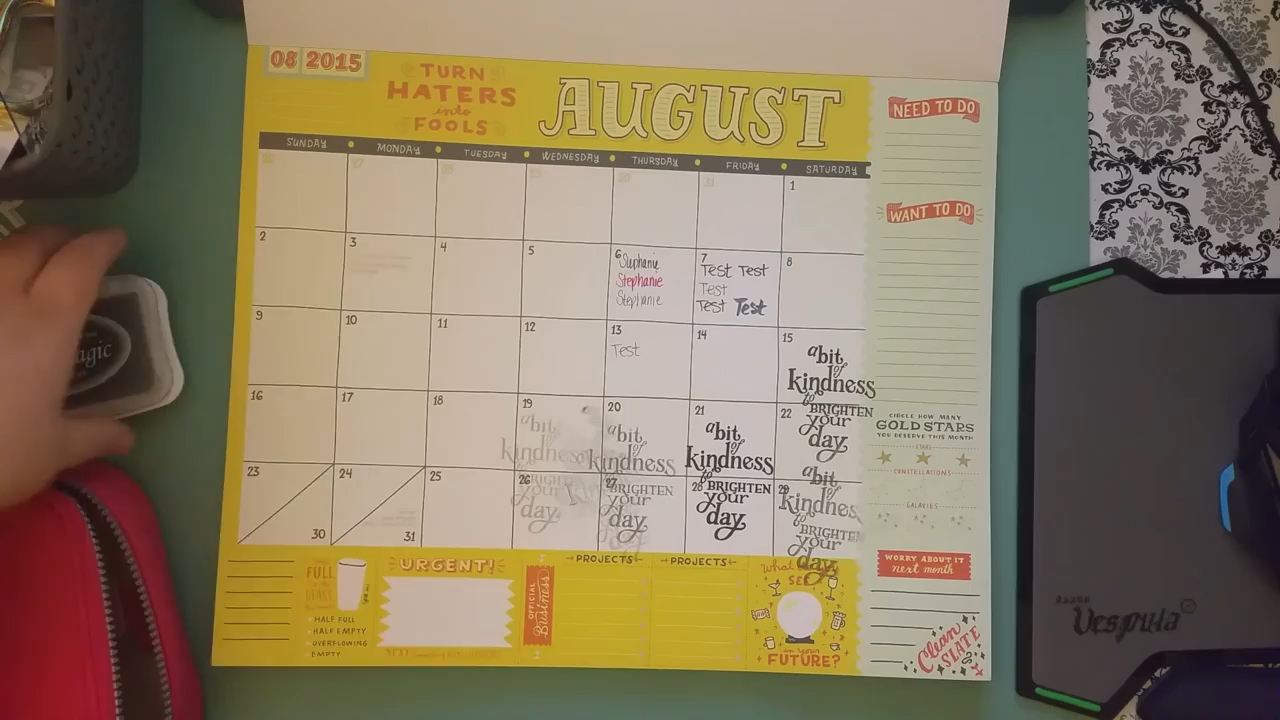 08 2015
TURN
HATERS
into
FOOLS
AUGUST
SUNDAY MONDAY TUESDAY WEDNESDAY THURSDAY FRIDAY SATURDAY
1
2 3 4 5 6 7 8
Stephanie
Stephanie
Stephanie
Test Test
Test
Test Test
9 10 11 12 13 14 15
Test
a bit
of
kindness
to
BRIGHTEN
your
day.
16 17 18 19 20 21 22
a bit
of
kindness
BRIGHTEN
your
day.
a bit
of
kindness
BRIGHTEN
your
day.
a bit
of
kindness
BRIGHTEN
your
day.
a bit
of
kindness
to
BRIGHTEN
your
day.
23 24 25 26 27 28 29
30 31
NEED TO DO
WANT TO DO
CIRCLE HOW MANY
GOLD STARS
YOU DESERVE THIS MONTH
STARS
CONSTELLATIONS
GALAXIES
WORRY ABOUT IT
next month
Clean
SLATE
FULL
GLASS
HALF FULL
HALF EMPTY
OVERFLOWING
EMPTY
URGENT!
OFFICIAL
Business
PROJECTS
PROJECTS
What
SEE
in your
FUTURE?
agic
RAZER
Vespula